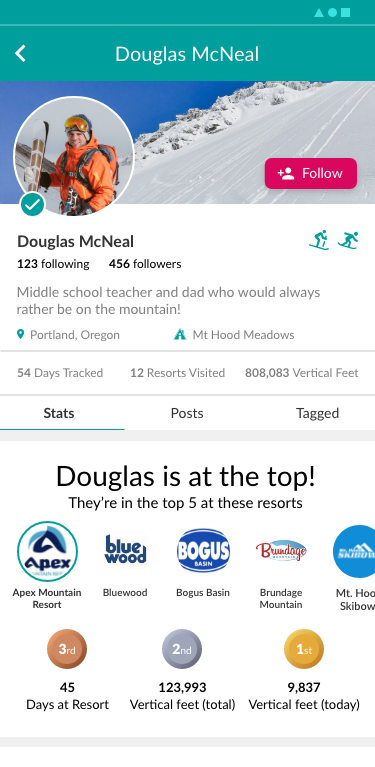 Douglas McNeal
Follow
Douglas McNeal
123 following 456 followers
Middle school teacher and dad who would always
rather be on the mountain!
Portland, Oregon Mt Hood Meadows
54 Days Tracked 12 Resorts Visited 808,083 Vertical Feet
Stats Posts Tagged
Douglas is at the top!
They're in the top 5 at these resorts
Apex
blue
wood
BOGUS
BASIN
Brundage
MOUNTAIN
SKIBOWL
Apex Mountain
Resort
Bluewood
Bogus Basin
Brundage
Mountain
Mt. Hoo
Skibow
3rd 2nd 1st
45 123,993 9,837
Days at Resort Vertical feet (total) Vertical feet (today)